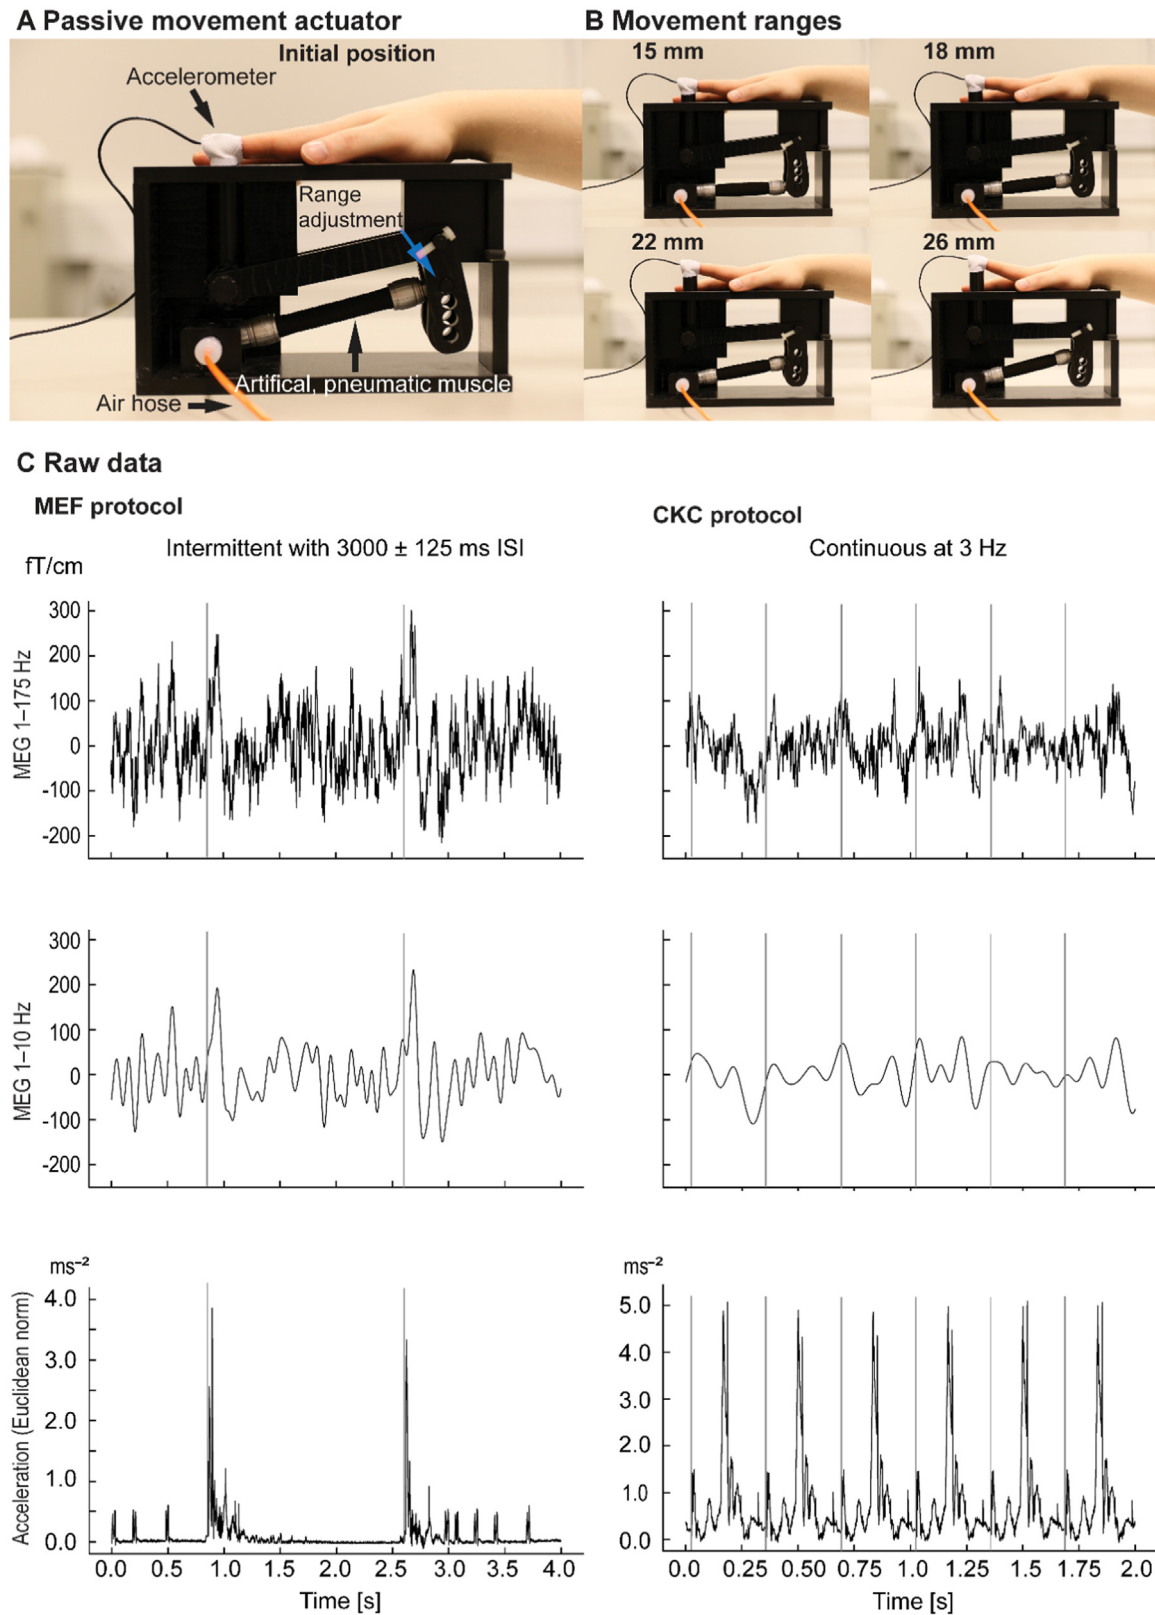 A Passive movement actuator
Initial position
Accelerometer
Range
adjustment
Artifical, pneumatic muscle
Air hose
B Movement ranges
15 mm
18 mm
22 mm
26 mm
C Raw data
MEF protocol
Intermittent with 3000 ± 125 ms ISI
CKC protocol
Continuous at 3 Hz
fT/cm
MEG 1–175 Hz
300
200
100
0
-100
-200
MEG 1–10 Hz
300
200
100
0
-100
-200
ms⁻²
Acceleration (Euclidean norm)
4.0
3.0
2.0
1.0
0.0
0.0 0.5 1.0 1.5 2.0 2.5 3.0 3.5 4.0
Time [s]
ms⁻²
5.0
4.0
3.0
2.0
1.0
0.0
0.0 0.25 0.50 0.75 1.0 1.25 1.5 1.75 2.0
Time [s]